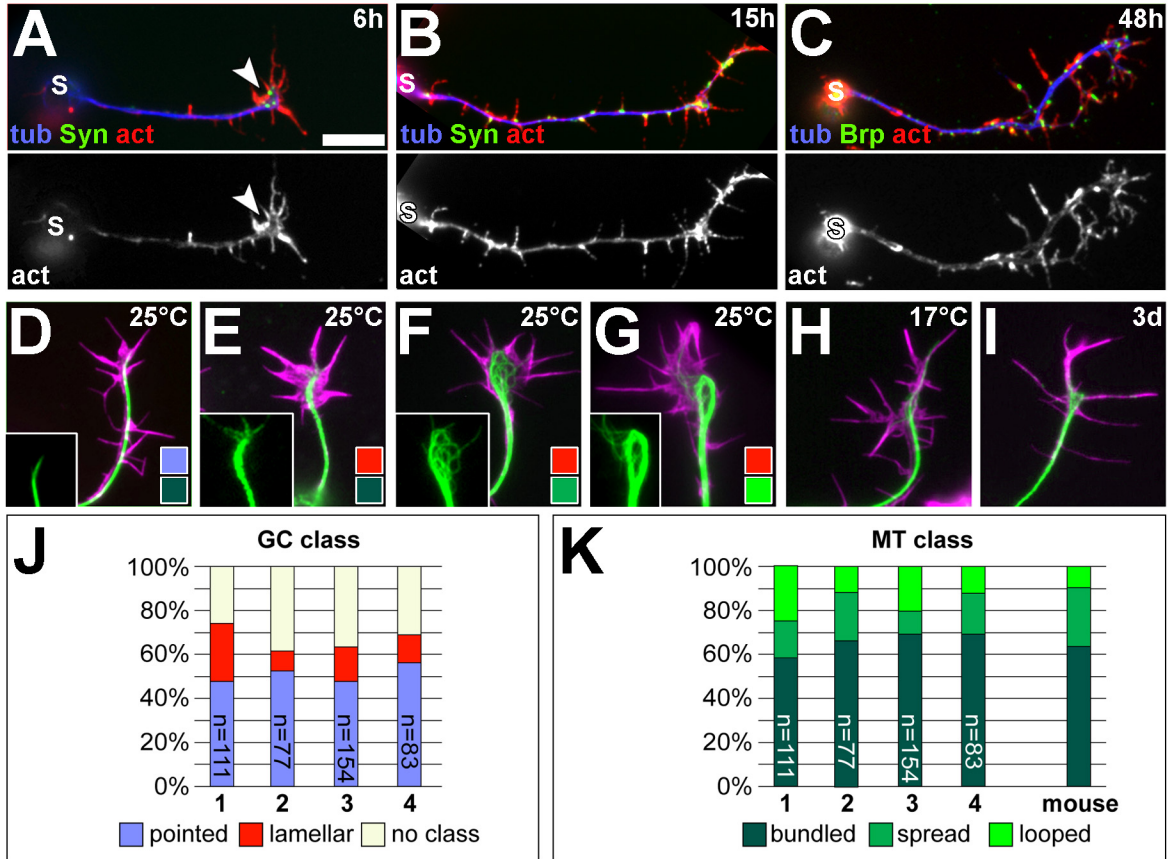 A 6h
S
tub Syn act
S
act
B 15h
S
tub Syn act
S
act
C 48h
S
tub Brp act
S
act
D 25°C
E 25°C
F 25°C
G 25°C
H 17°C
I 3d
J GC class
100%
80%
60%
40%
20%
0%
n=111
n=77
n=154
n=83
1 2 3 4
pointed lamellar no class
K MT class
100%
80%
60%
40%
20%
0%
n=111
n=77
n=154
n=83
1 2 3 4 mouse
bundled spread looped